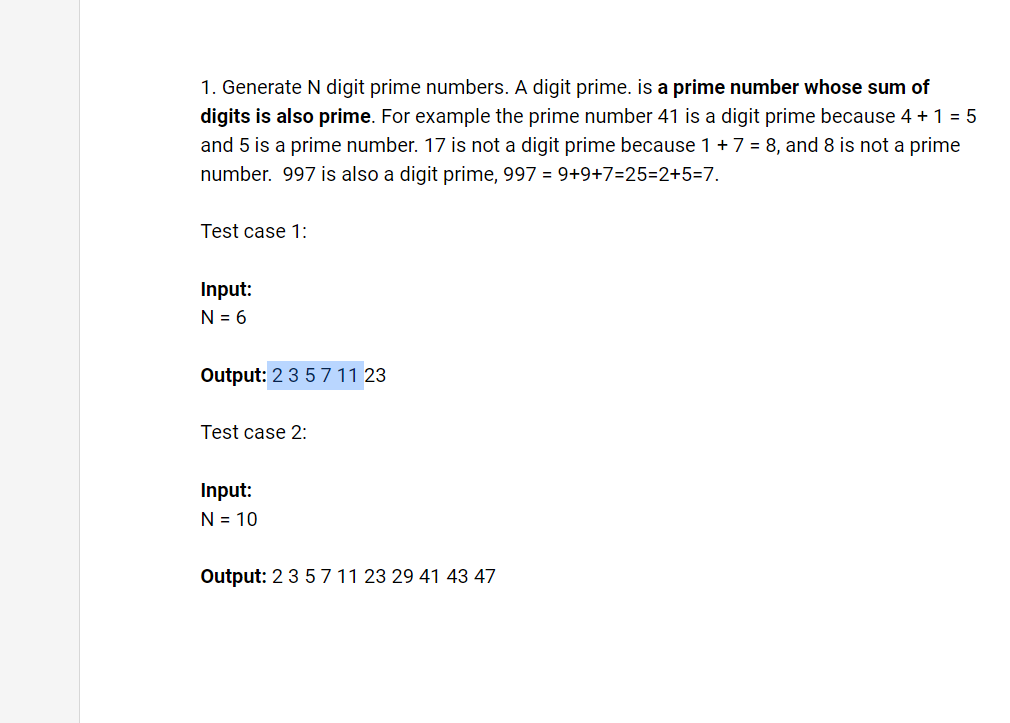 1. Generate N digit prime numbers. A digit prime. is a prime number whose sum of
digits is also prime. For example the prime number 41 is a digit prime because 4 + 1 = 5
and 5 is a prime number. 17 is not a digit prime because 1 + 7 = 8, and 8 is not a prime
number.  997 is also a digit prime, 997 = 9+9+7=25=2+5=7.
Test case 1:
Input:
N = 6
Output: 2 3 5 7 11 23
Test case 2:
Input:
N = 10
Output: 2 3 5 7 11 23 29 41 43 47